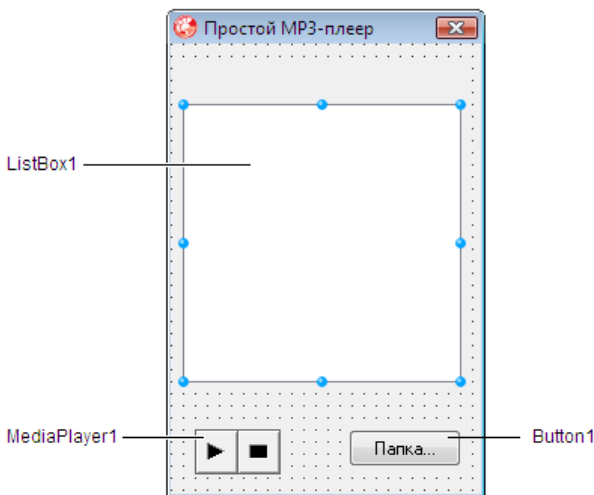 Простой MP3-плеер
ListBox1
MediaPlayer1
Папка...
Button1